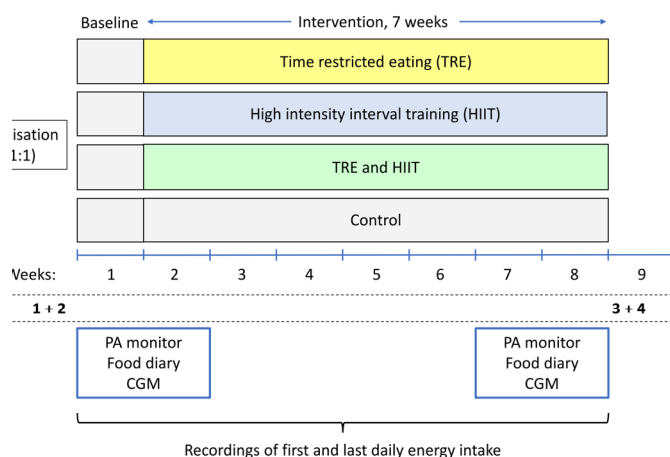 Baseline
Intervention, 7 weeks
Time restricted eating (TRE)
High intensity interval training (HIIT)
isation
1:1)
TRE and HIIT
Control
Weeks: 1 2 3 4 5 6 7 8 9
1 + 2 3 + 4
PA monitor
Food diary
CGM
PA monitor
Food diary
CGM
Recordings of first and last daily energy intake